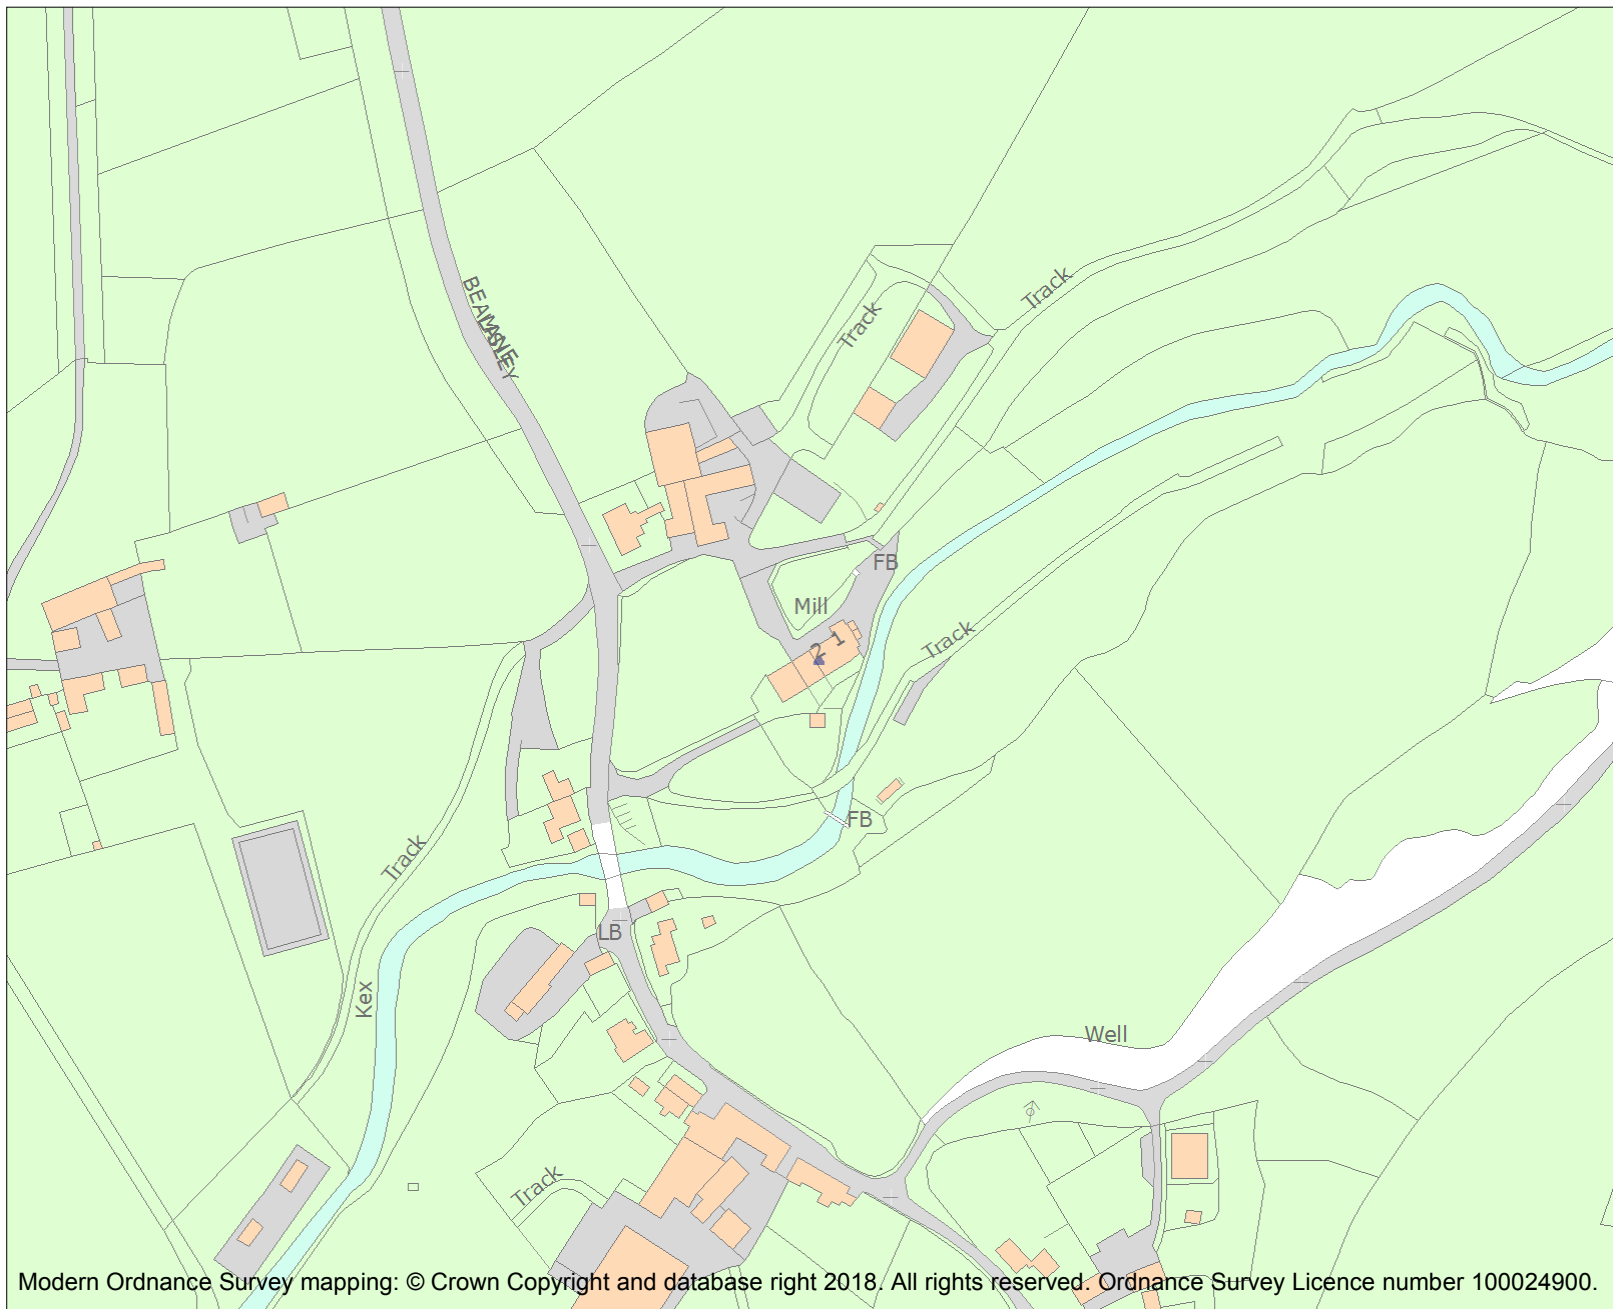 Track
BEAMSLEY
LANE
Track
FB
Mill
2 1
Track
FB
Track
LB
Kex
Well
Track
Modern Ordnance Survey mapping: © Crown Copyright and database right 2018. All rights reserved. Ordnance Survey Licence number 100024900.